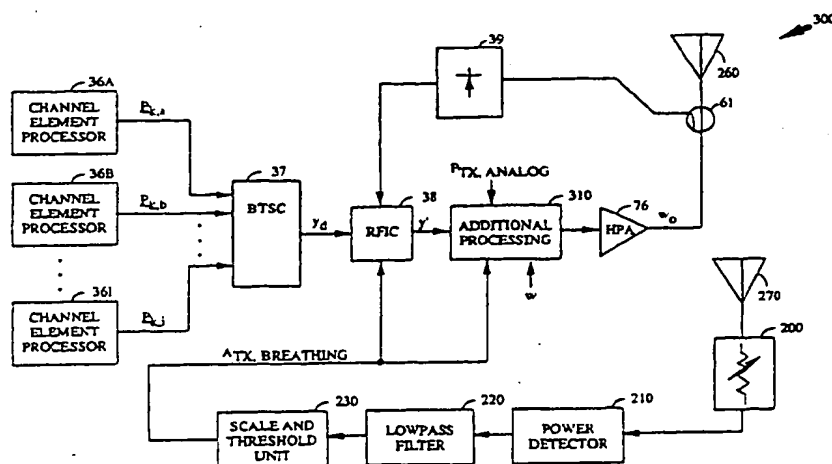 300
39
260
36A
CHANNEL
ELEMENT
PROCESSOR
P_k,a
61
36B
CHANNEL
ELEMENT
PROCESSOR
P_k,b
37
BTSC
y_d
38
RFIC
y'
P_TX, ANALOG
310
ADDITIONAL
PROCESSING
w
76
HPA
w_o
36I
CHANNEL
ELEMENT
PROCESSOR
P_k,i
270
200
A_TX, BREATHING
230
SCALE AND
THRESHOLD
UNIT
220
LOWPASS
FILTER
210
POWER
DETECTOR